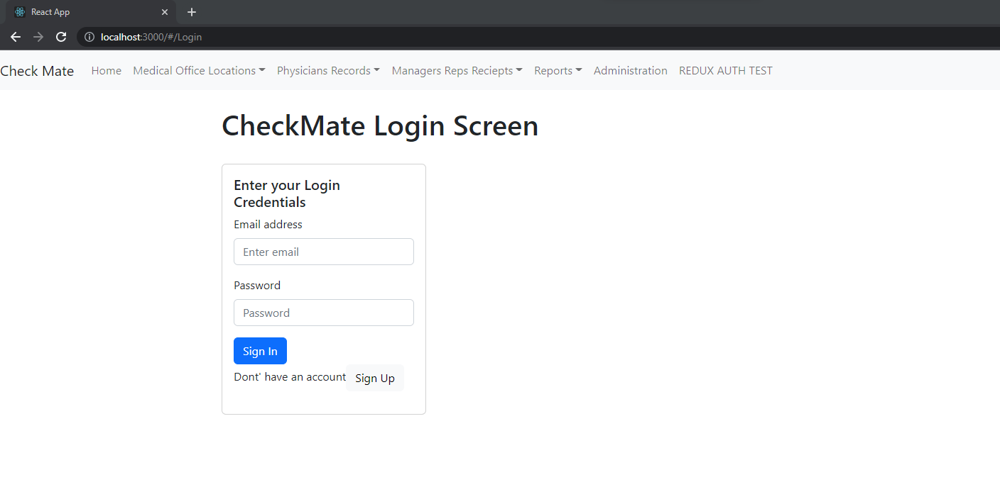 React App
localhost:3000/#/Login
Check Mate Home Medical Office Locations Physicians Records Managers Reps Reciepts Reports Administration REDUX AUTH TEST
CheckMate Login Screen
Enter your Login
Credentials
Email address
Enter email
Password
Password
Sign In
Dont' have an account Sign Up